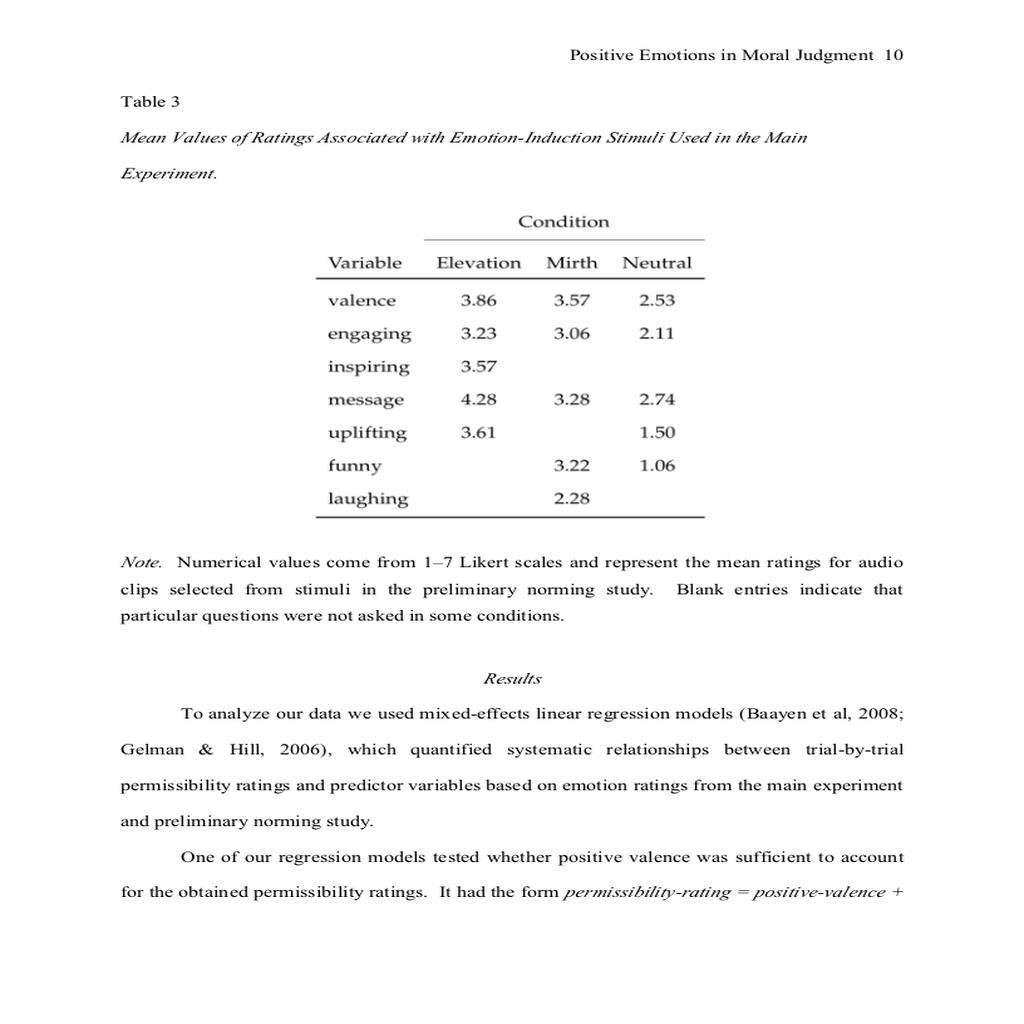 Positive Emotions in Moral Judgment 10
Table 3
Mean Values of Ratings Associated with Emotion-Induction Stimuli Used in the Main
Experiment.
Condition
Variable Elevation Mirth Neutral
valence 3.86 3.57 2.53
engaging 3.23 3.06 2.11
inspiring 3.57
message 4.28 3.28 2.74
uplifting 3.61 1.50
funny 3.22 1.06
laughing 2.28
Note. Numerical values come from 1–7 Likert scales and represent the mean ratings for audio
clips selected from stimuli in the preliminary norming study. Blank entries indicate that
particular questions were not asked in some conditions.
Results
To analyze our data we used mixed-effects linear regression models (Baayen et al, 2008;
Gelman & Hill, 2006), which quantified systematic relationships between trial-by-trial
permissibility ratings and predictor variables based on emotion ratings from the main experiment
and preliminary norming study.
One of our regression models tested whether positive valence was sufficient to account
for the obtained permissibility ratings. It had the form permissibility-rating = positive-valence +